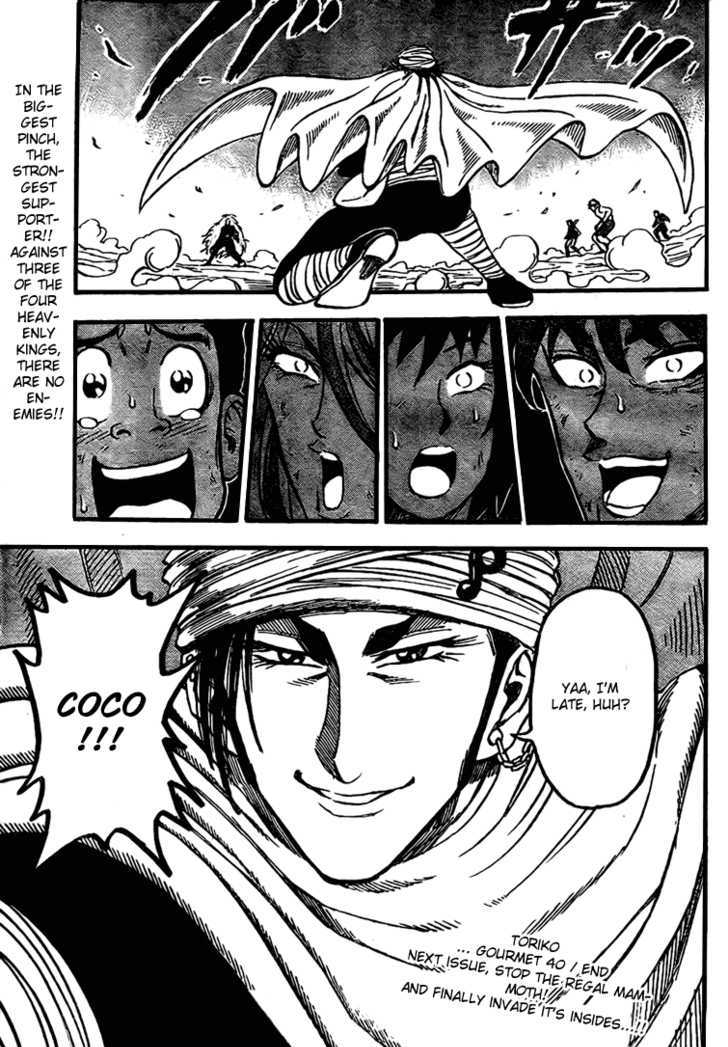 IN THE
BIG-
GEST
PINCH,
THE
STRON-
GEST
SUP-
PORT-
ER!!
AGAINST
THREE
OF THE
FOUR
HEAV-
ENLY
KINGS,
THERE
ARE NO
EN-
EMIES!!
COCO
!!!
YAA, I'M
LATE, HUH?
TORIKO
... GOURMET 40 / END
NEXT ISSUE, STOP THE REGAL MAM-
MOTH!
AND FINALLY INVADE IT'S INSIDES...!!